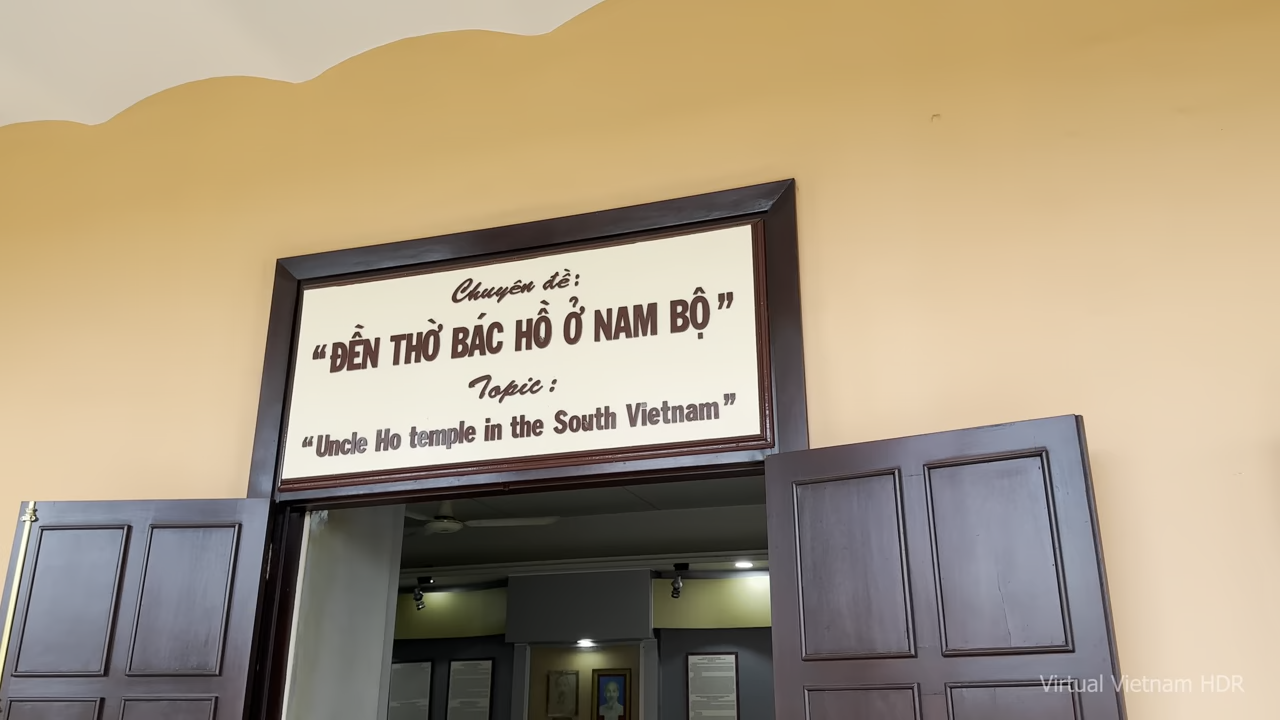 Chuyên đề:
“ĐỀN THỜ BÁC HỒ Ở NAM BỘ”
Topic :
“Uncle Ho temple in the South Vietnam”
Virtual Vietnam HDR